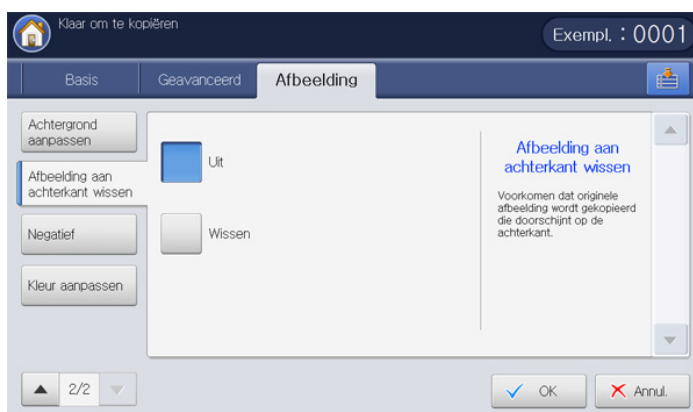 Klaar om te kopiëren
Exempl. : 0001
Basis
Geavanceerd
Afbeelding
Achtergrond
aanpassen
Afbeelding aan
achterkant wissen
Negatief
Kleur aanpassen
2/2
Uit
Wissen
Afbeelding aan
achterkant wissen
Voorkomen dat originele
afbeelding wordt gekopieerd
die doorschijnt op de
achterkant.
OK
Annul.